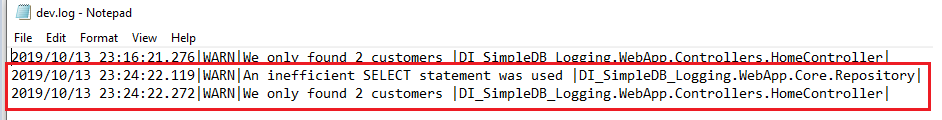 dev.log - Notepad
File Edit Format View Help
2019/10/13 23:16:21.276|WARN|We only found 2 customers |DI_SimpleDB_Logging.WebApp.Controllers.HomeController|
2019/10/13 23:24:22.119|WARN|An inefficient SELECT statement was used |DI_SimpleDB_Logging.WebApp.Core.Repository|
2019/10/13 23:24:22.272|WARN|We only found 2 customers |DI_SimpleDB_Logging.WebApp.Controllers.HomeController|